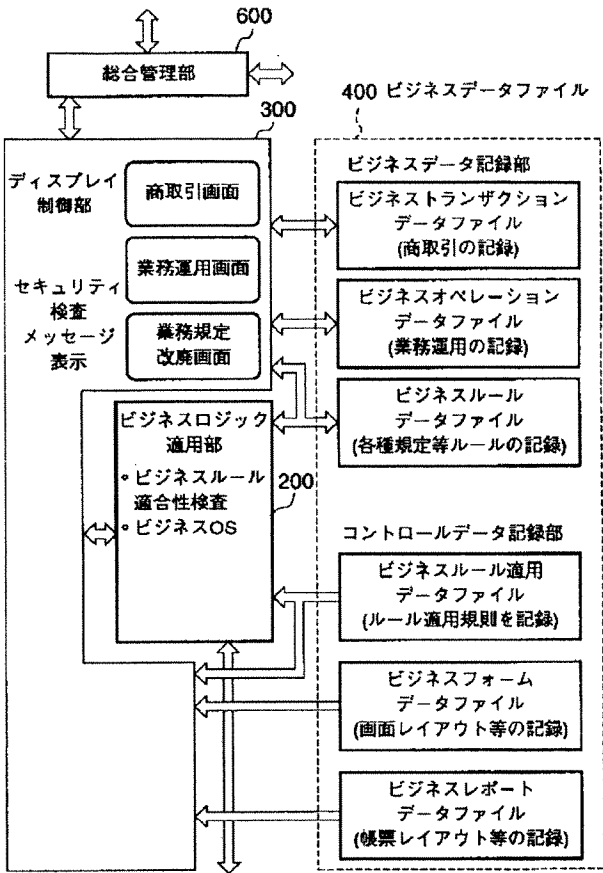 600
総合管理部
300
400 ビジネスデータファイル
ディスプレイ
制御部
商取引画面
業務運用画面
セキュリティ
検査
メッセージ
表示
業務規定
改廃画面
ビジネスロジック
適用部
・ビジネスルール
適合性検査
・ビジネスOS
200
ビジネスデータ記録部
ビジネストランザクション
データファイル
(商取引の記録)
ビジネスオペレーション
データファイル
(業務運用の記録)
ビジネスルール
データファイル
(各種規定等ルールの記録)
コントロールデータ記録部
ビジネスルール適用
データファイル
(ルール適用規則を記録)
ビジネスフォーム
データファイル
(画面レイアウト等の記録)
ビジネスレポート
データファイル
(帳票レイアウト等の記録)